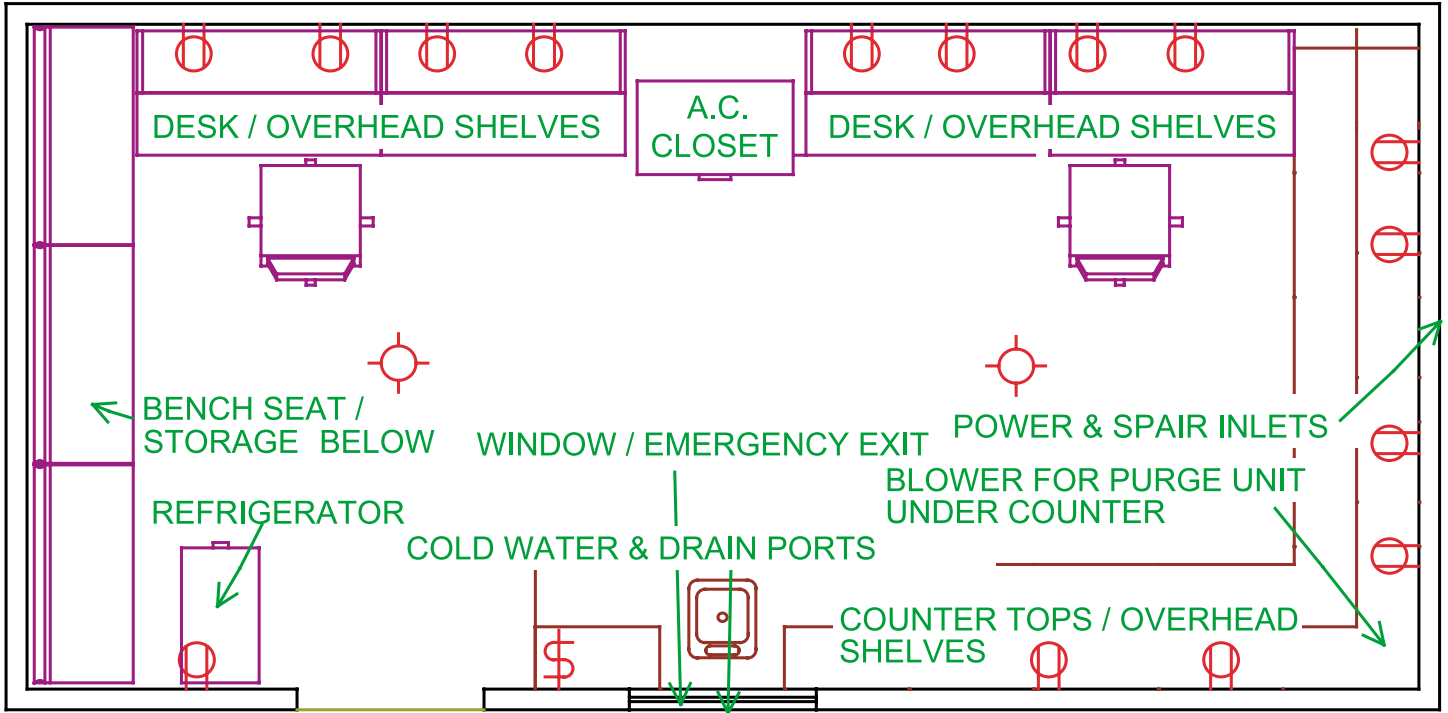 DESK / OVERHEAD SHELVES
A.C.
CLOSET
DESK / OVERHEAD SHELVES
BENCH SEAT /
STORAGE BELOW
WINDOW / EMERGENCY EXIT
POWER & SPAIR INLETS
BLOWER FOR PURGE UNIT
UNDER COUNTER
REFRIGERATOR
COLD WATER & DRAIN PORTS
COUNTER TOPS / OVERHEAD
SHELVES
$